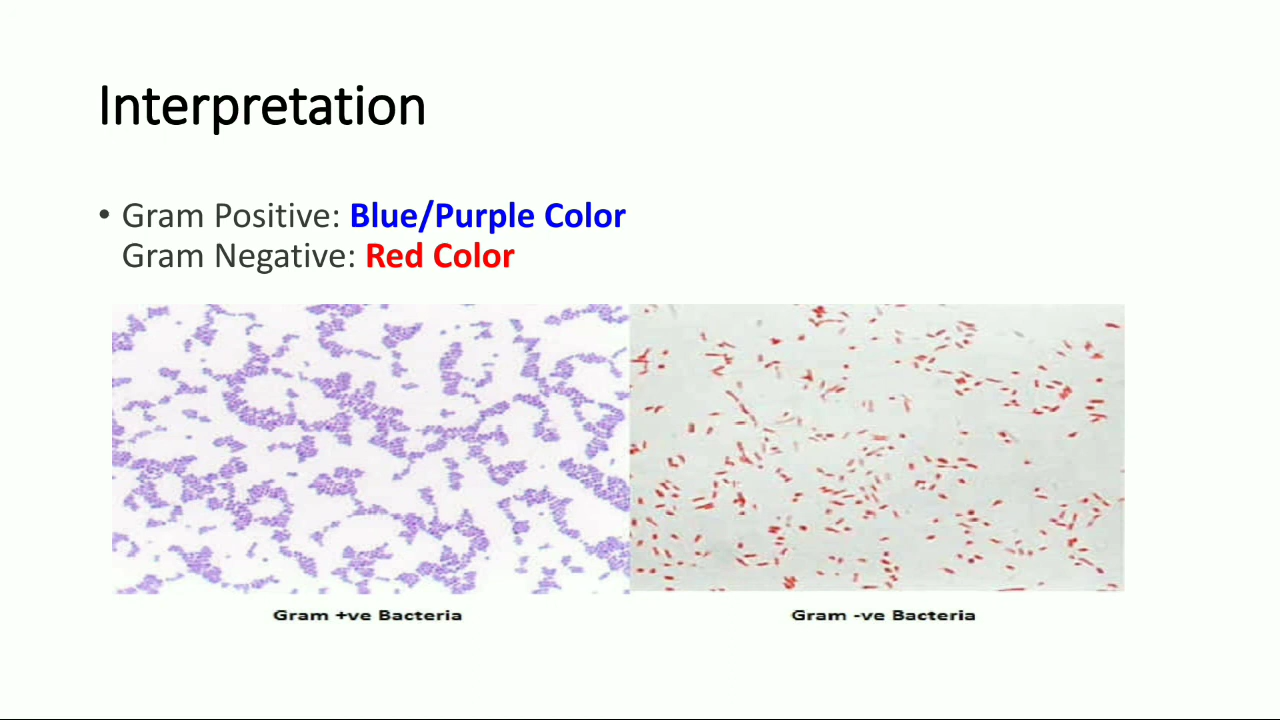 Interpretation
• Gram Positive: Blue/Purple Color
Gram Negative: Red Color
Gram +ve Bacteria
Gram -ve Bacteria